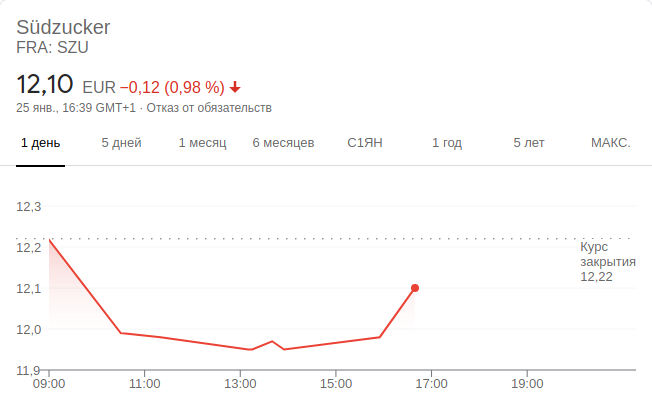 Südzucker
FRA: SZU
12,10 EUR −0,12 (0,98 %)
25 янв., 16:39 GMT+1 · Отказ от обязательств
1 день 5 дней 1 месяц 6 месяцев С1ЯН 1 год 5 лет МАКС.
12,3
12,2
12,1
12,0
11,9
Курс
закрытия
12,22
09:00 11:00 13:00 15:00 17:00 19:00